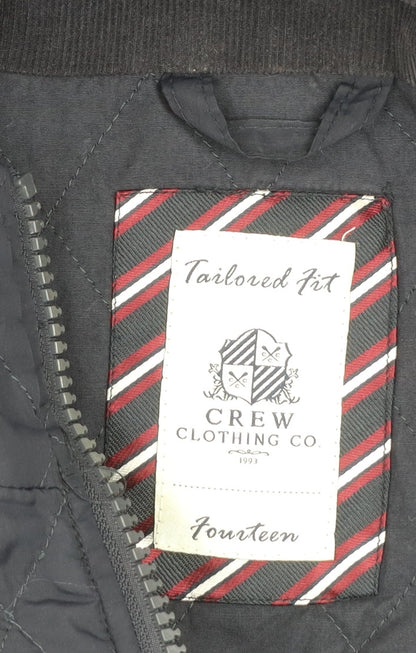 Tailored Fit
CREW
CLOTHING CO.
1993
Fourteen